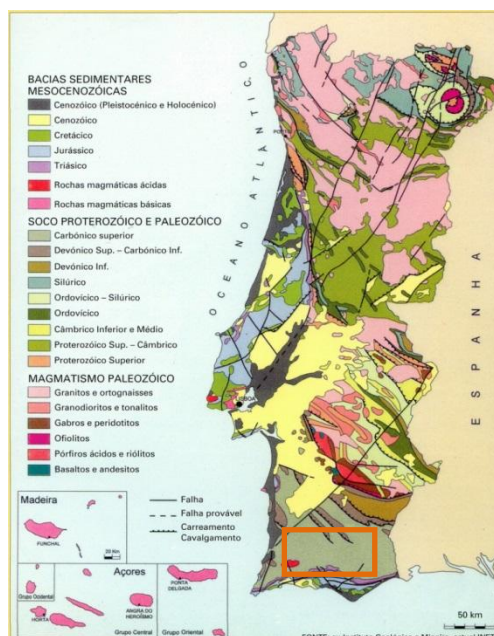 BACIAS SEDIMENTARES
MESOCENOZÓICAS
Cenozóico (Pleistocénico e Holocénico)
Cenozóico
Cretácico
Jurássico
Triásico
Rochas magmáticas ácidas
Rochas magmáticas básicas
SOCO PROTEROZÓICO E PALEOZÓICO
Carbónico superior
Devónico Sup. – Carbónico Inf.
Devónico Inf.
Silúrico
Ordovícico – Silúrico
Ordovícico
Câmbrico Inferior e Médio
Proterozóico Sup. – Câmbrico
Proterozóico Superior
MAGMATISMO PALEOZÓICO
Granitos e ortognaisses
Granodioritos e tonalitos
Gabros e peridotitos
Ofiolitos
Pórfiros ácidos e riólitos
Basaltos e andesitos
OCEANO ATLÂNTICO
ESPANHA
LISBOA
Falha
Falha provável
Carreamento
Cavalgamento
Madeira
FUNCHAL
20 Km
Açores
Grupo Ocidental
HORTA
ANGRA DO HEROÍSMO
PONTA DELGADA
Grupo Central
Grupo Oriental
50 km